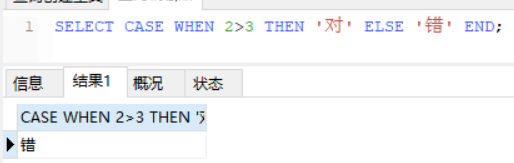 1 SELECT CASE WHEN 2>3 THEN '对' ELSE '错' END;
信息 结果1 概况 状态
CASE WHEN 2>3 THEN '
错